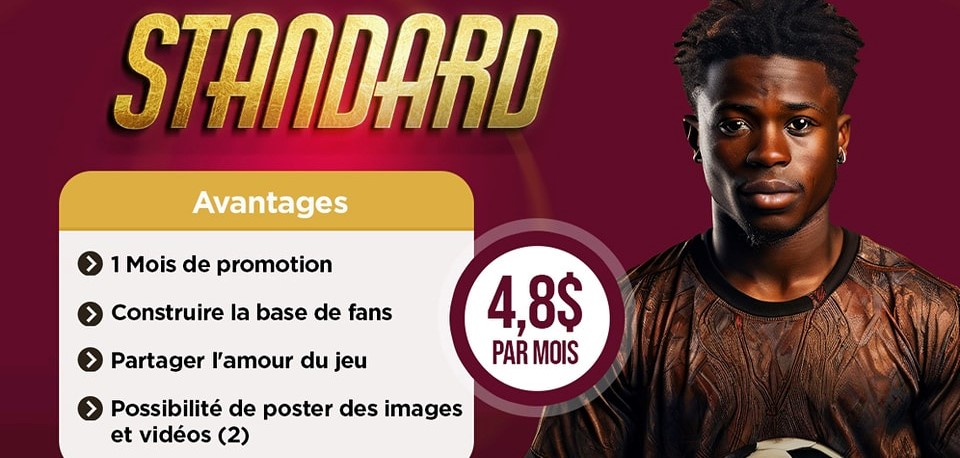 STANDARD
Avantages
1 Mois de promotion
Construire la base de fans
Partager l'amour du jeu
Possibilité de poster des images
et vidéos (2)
4,8$
PAR MOIS